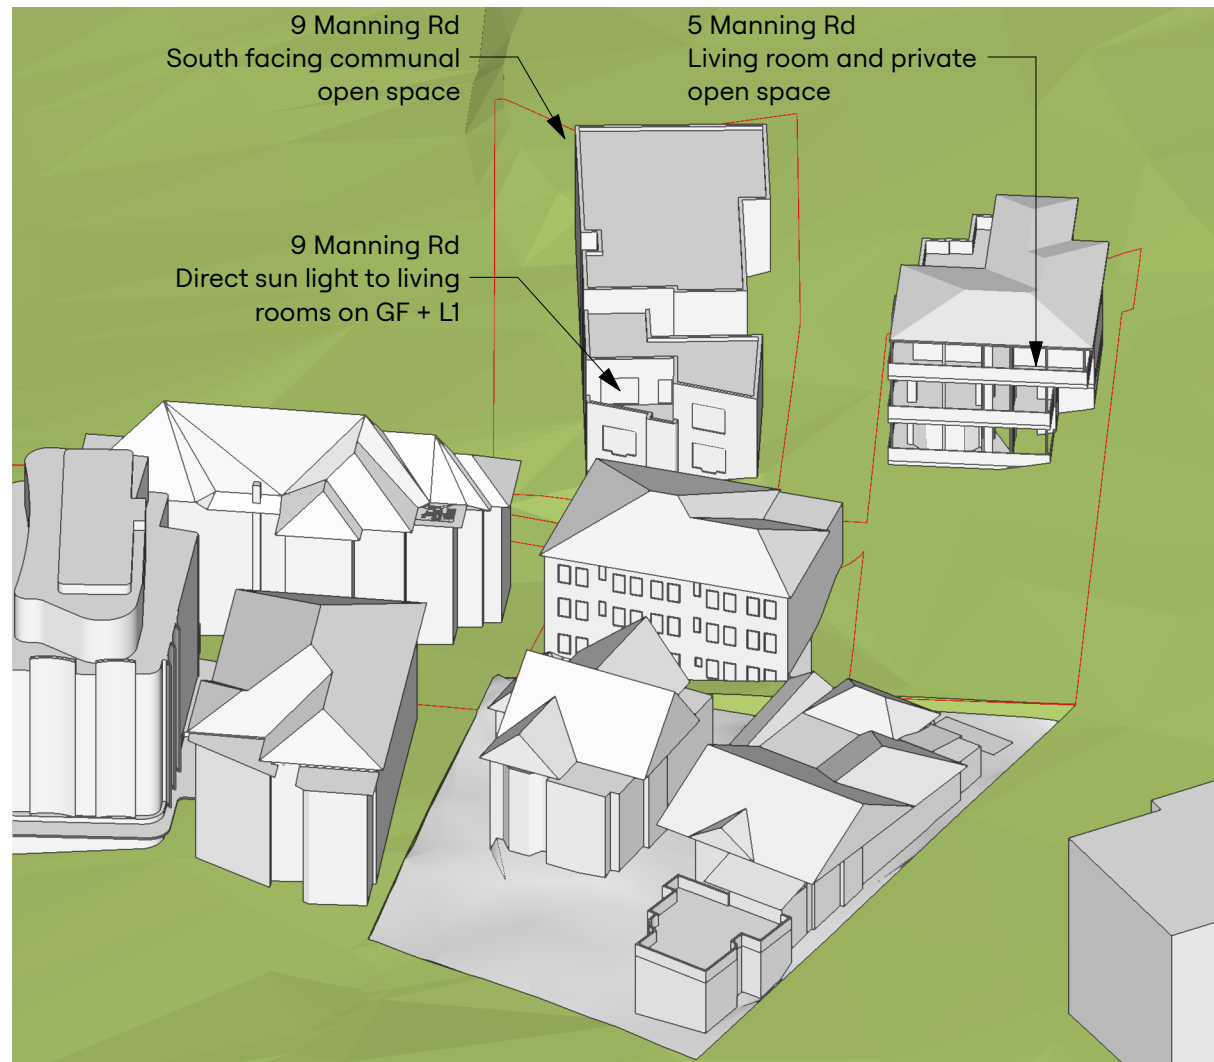 9 Manning Rd
South facing communal
open space
5 Manning Rd
Living room and private
open space
9 Manning Rd
Direct sun light to living
rooms on GF + L1